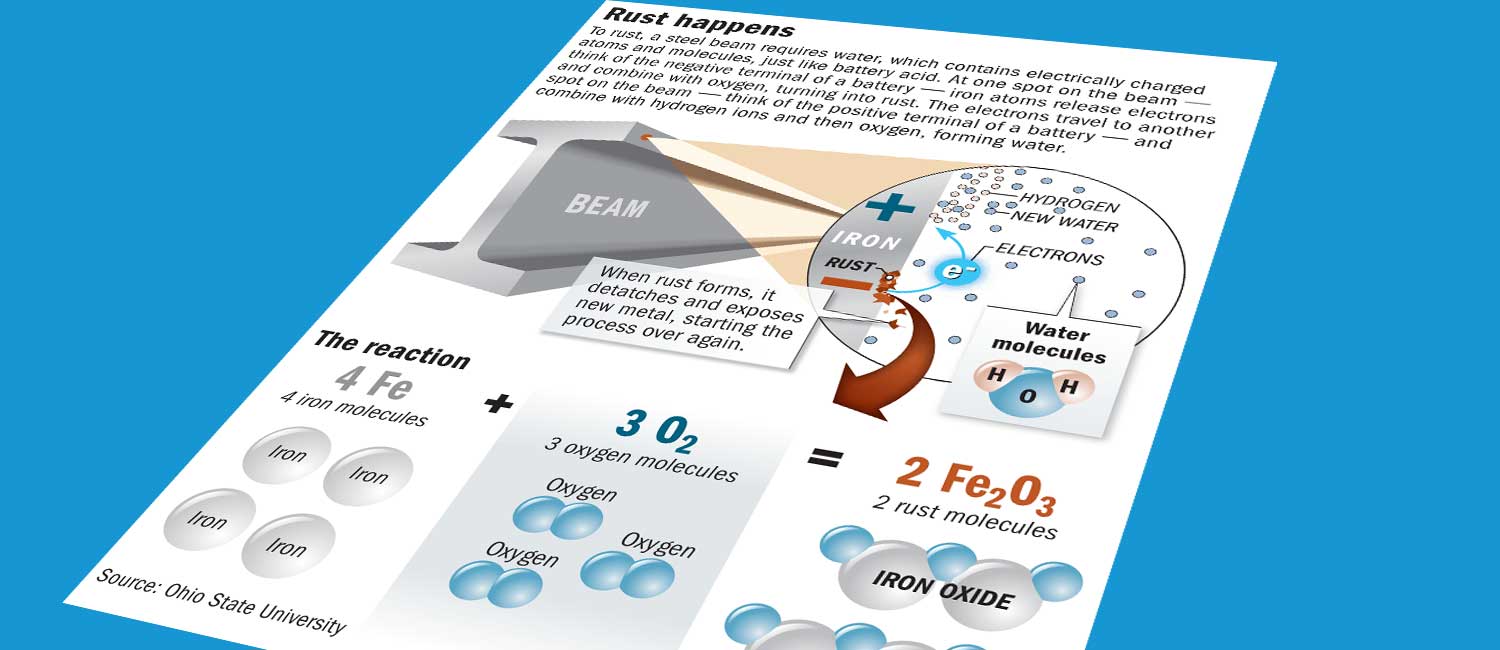 Rust happens
To rust, a steel beam requires water, which contains electrically charged
atoms and molecules, just like battery acid. At one spot on the beam —
think of the negative terminal of a battery — iron atoms release electrons
and combine with oxygen, turning into rust. The electrons travel to another
spot on the beam — think of the positive terminal of a battery — and
combine with hydrogen ions and then oxygen, forming water.
BEAM
+
IRON
RUST
−
HYDROGEN
NEW WATER
ELECTRONS
e⁻
When rust forms, it
detatches and exposes
new metal, starting the
process over again.
Water
molecules
H
H
O
The reaction
4 Fe
4 iron molecules
Iron
Iron
Iron
Iron
+
3 O₂
3 oxygen molecules
Oxygen
Oxygen
Oxygen
=
2 Fe₂O₃
2 rust molecules
IRON OXIDE
Source: Ohio State University